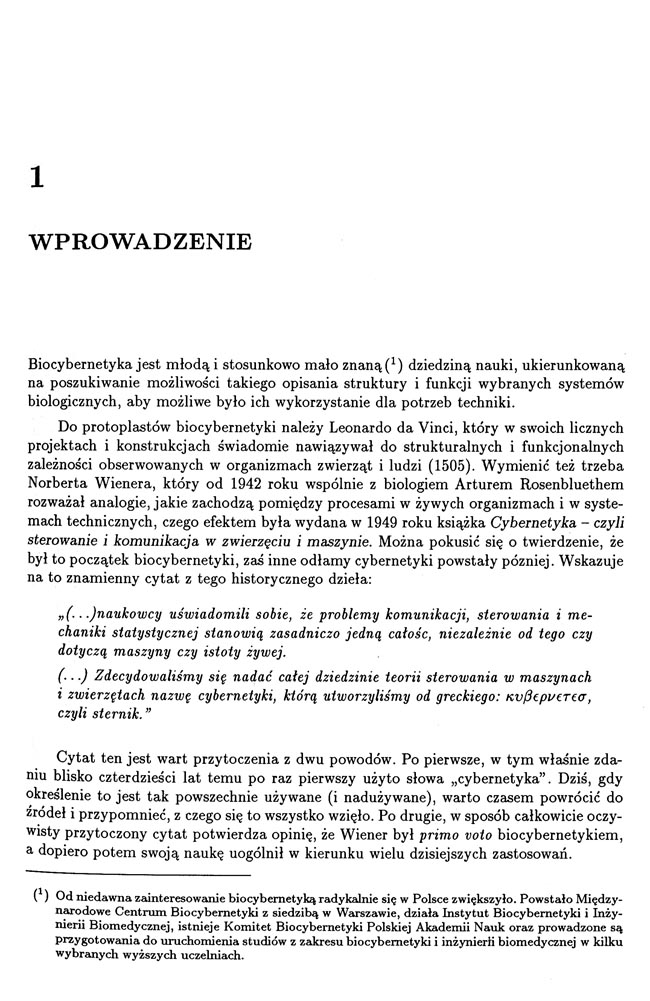 1
WPROWADZENIE
Biocybernetyka jest młodą i stosunkowo mało znaną(¹) dziedziną nauki, ukierunkowaną
na poszukiwanie możliwości takiego opisania struktury i funkcji wybranych systemów
biologicznych, aby możliwe było ich wykorzystanie dla potrzeb techniki.
Do protoplastów biocybernetyki należy Leonardo da Vinci, który w swoich licznych
projektach i konstrukcjach świadomie nawiązywał do strukturalnych i funkcjonalnych
zależności obserwowanych w organizmach zwierząt i ludzi (1505). Wymienić też trzeba
Norberta Wienera, który od 1942 roku wspólnie z biologiem Arturem Rosenbluethem
rozważał analogie, jakie zachodzą pomiędzy procesami w żywych organizmach i w syste-
mach technicznych, czego efektem była wydana w 1949 roku książka Cybernetyka – czyli
sterowanie i komunikacja w zwierzęciu i maszynie. Można pokusić się o twierdzenie, że
był to początek biocybernetyki, zaś inne odłamy cybernetyki powstały pózniej. Wskazuje
na to znamienny cytat z tego historycznego dzieła:
„(...)naukowcy uświadomili sobie, że problemy komunikacji, sterowania i me-
chaniki statystycznej stanowią zasadniczo jedną całośc, niezależnie od tego czy
dotyczą maszyny czy istoty żywej.
(...) Zdecydowaliśmy się nadać całej dziedzinie teorii sterowania w maszynach
i zwierzętach nazwę cybernetyki, którą utworzyliśmy od greckiego: κυβερνετεσ,
czyli sternik.”
Cytat ten jest wart przytoczenia z dwu powodów. Po pierwsze, w tym właśnie zda-
niu blisko czterdzieści lat temu po raz pierwszy użyto słowa „cybernetyka”. Dziś, gdy
określenie to jest tak powszechnie używane (i nadużywane), warto czasem powrócić do
źródeł i przypomnieć, z czego się to wszystko wzięło. Po drugie, w sposób całkowicie oczy-
wisty przytoczony cytat potwierdza opinię, że Wiener był primo voto biocybernetykiem,
a dopiero potem swoją naukę uogólnił w kierunku wielu dzisiejszych zastosowań.
(¹) Od niedawna zainteresowanie biocybernetyką radykalnie się w Polsce zwiększyło. Powstało Między-
narodowe Centrum Biocybernetyki z siedzibą w Warszawie, działa Instytut Biocybernetyki i Inży-
nierii Biomedycznej, istnieje Komitet Biocybernetyki Polskiej Akademii Nauk oraz prowadzone są
przygotowania do uruchomienia studiów z zakresu biocybernetyki i inżynierii biomedycznej w kilku
wybranych wyższych uczelniach.